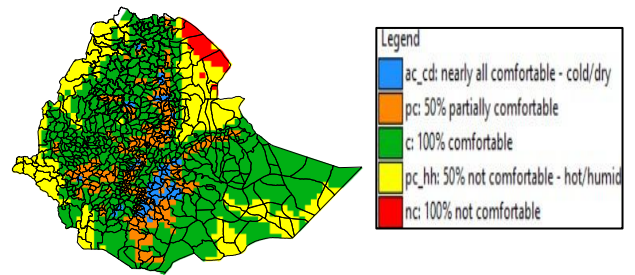 Legend
ac_cd: nearly all comfortable - cold/dry
pc: 50% partially comfortable
c: 100% comfortable
pc_hh: 50% not comfortable - hot/humid
nc: 100% not comfortable